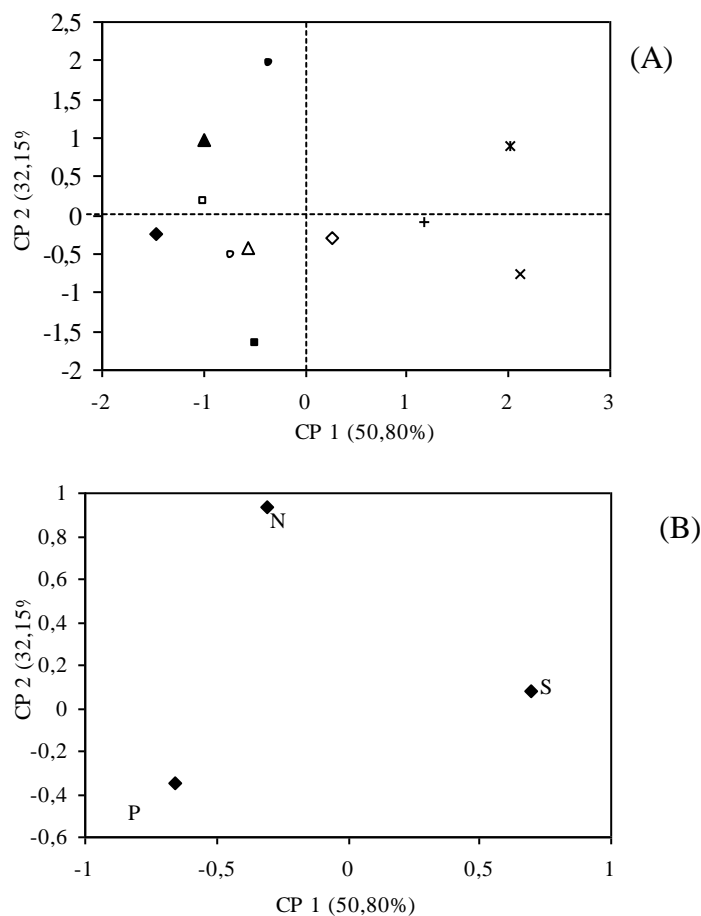 (A)
CP 2 (32,15%
2,5
2
1,5
1
0,5
0
-0,5
-1
-1,5
-2
-2 -1 0 1 2 3
CP 1 (50,80%)
(B)
CP 2 (32,15%
1
0,8
0,6
0,4
0,2
0
-0,2
-0,4
-0,6
N
S
P
-1 -0,5 0 0,5 1
CP 1 (50,80%)